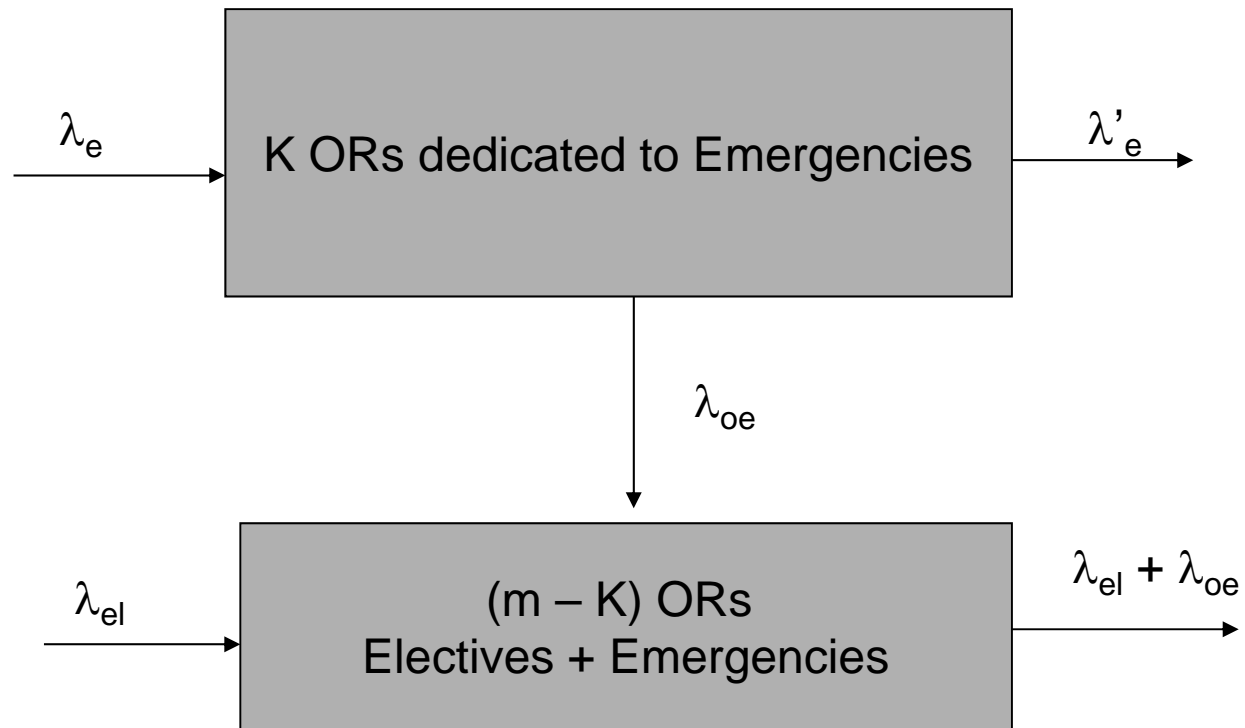 λe
K ORs dedicated to Emergencies
λ’e
λoe
λel
(m – K) ORs
Electives + Emergencies
λel + λoe